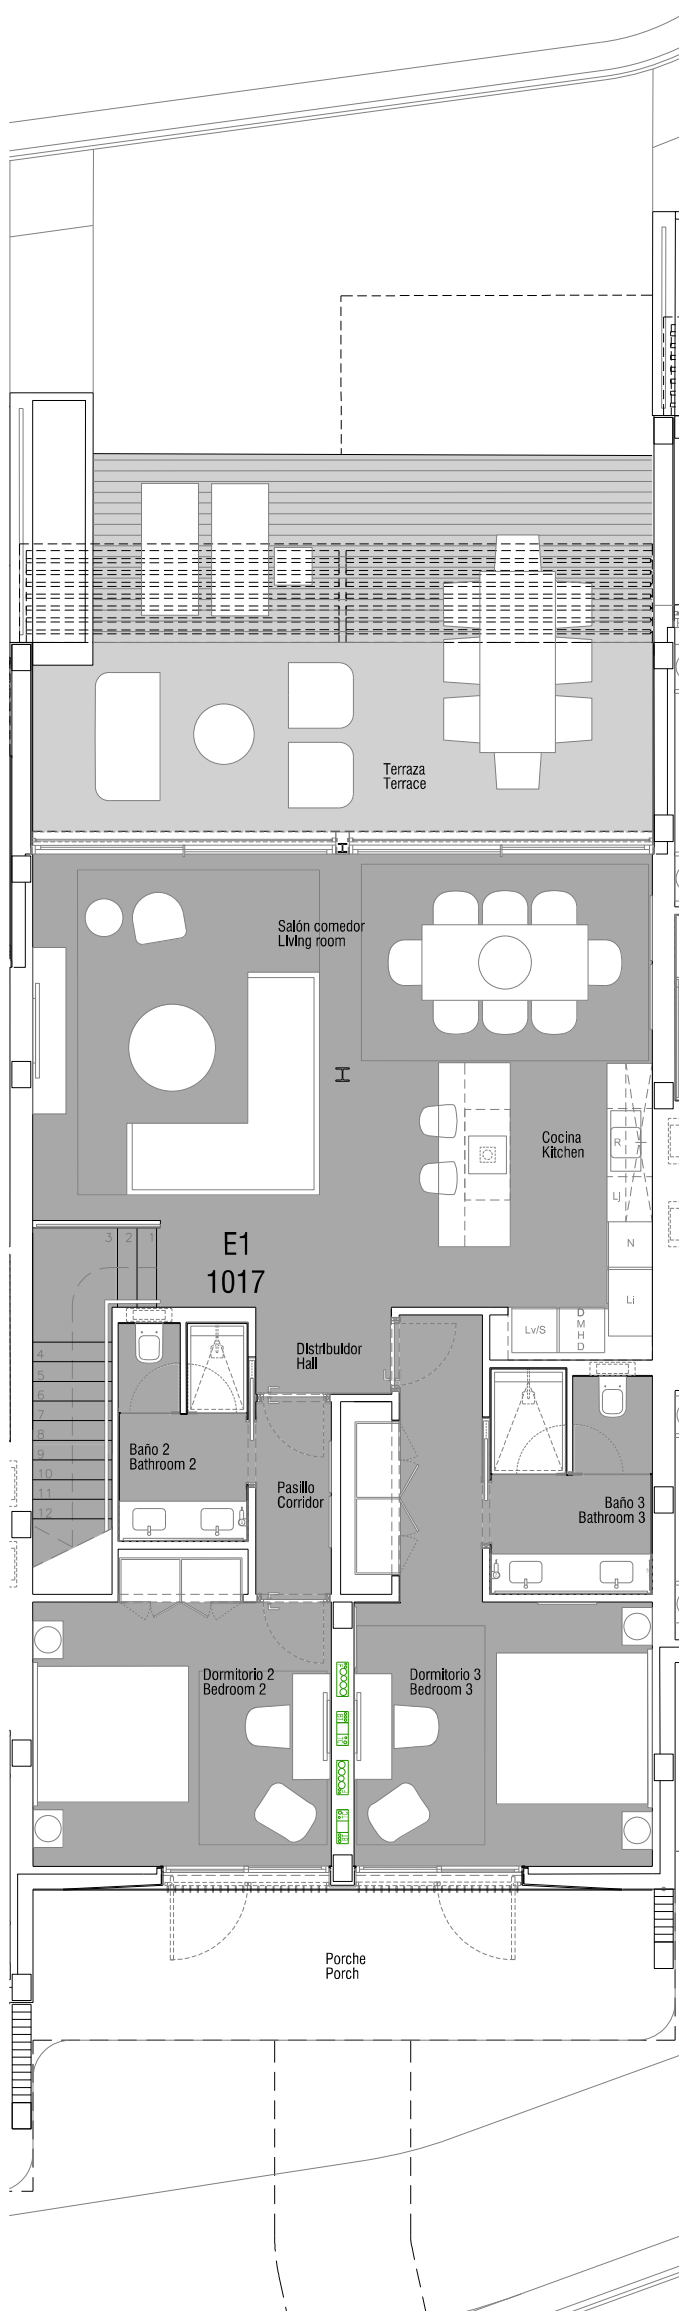 Terraza
Terrace
Salón comedor
Living room
Cocina
Kitchen
R
Lj
N
Li
3 2 1
E1
1017
Lv/S
D
M
H
D
Distribuidor
Hall
4
5
6
7
8
9
10
11
12
Baño 2
Bathroom 2
Pasillo
Corridor
Baño 3
Bathroom 3
Dormitorio 2
Bedroom 2
Dormitorio 3
Bedroom 3
Porche
Porch